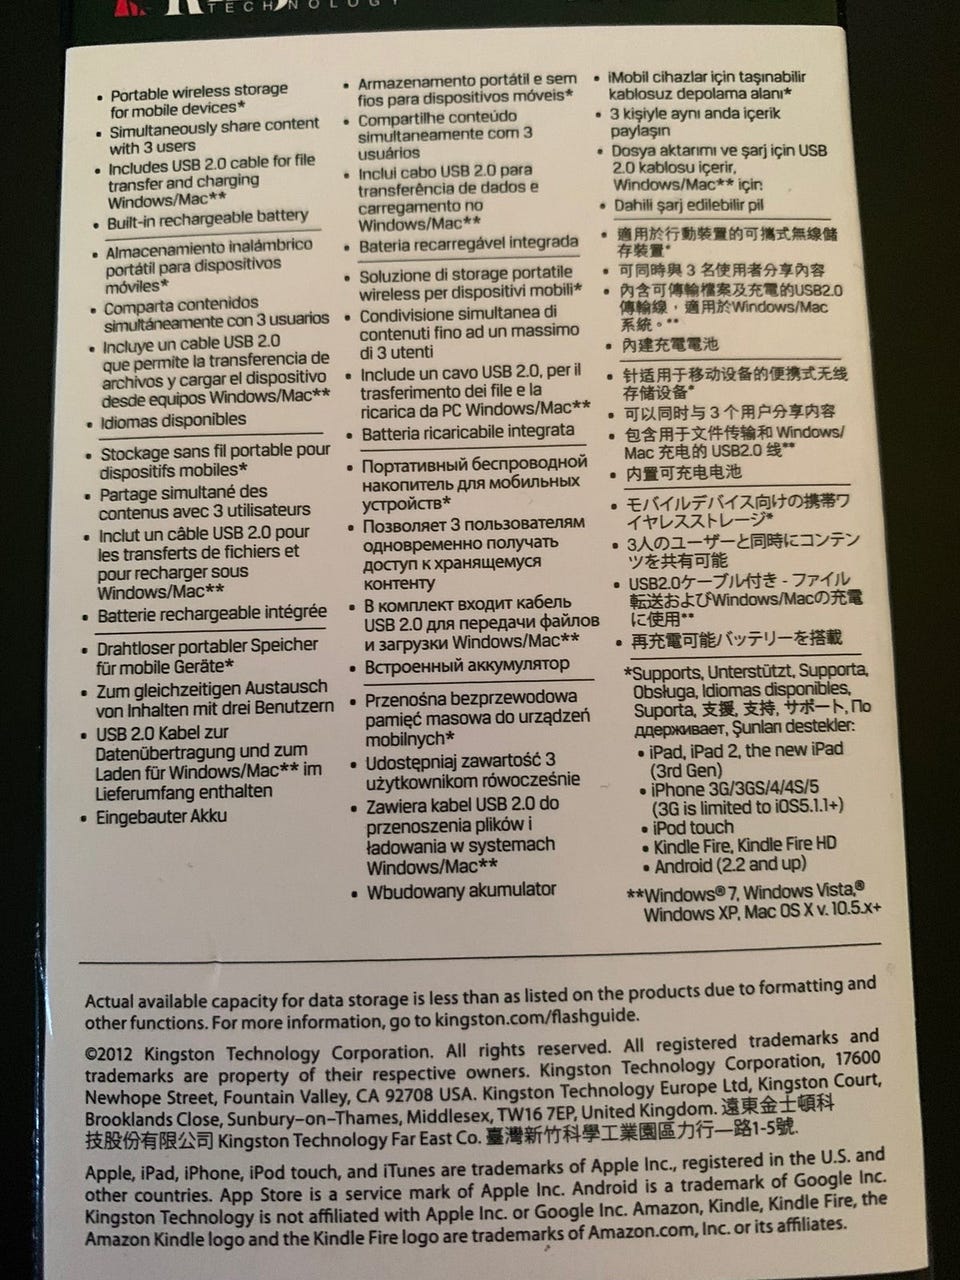 TECHNOLOGY
• Portable wireless storage
for mobile devices*
• Simultaneously share content
with 3 users
• Includes USB 2.0 cable for file
transfer and charging
Windows/Mac**
• Built-in rechargeable battery
• Almacenamiento inalámbrico
portátil para dispositivos
móviles*
• Comparta contenidos
simultáneamente con 3 usuarios
• Incluye un cable USB 2.0
que permite la transferencia de
archivos y cargar el dispositivo
desde equipos Windows/Mac**
• Idiomas disponibles
• Stockage sans fil portable pour
dispositifs mobiles*
• Partage simultané des
contenus avec 3 utilisateurs
• Inclut un câble USB 2.0 pour
les transferts de fichiers et
pour recharger sous
Windows/Mac**
• Batterie rechargeable intégrée
• Drahtloser portabler Speicher
für mobile Geräte*
• Zum gleichzeitigen Austausch
von Inhalten mit drei Benutzern
• USB 2.0 Kabel zur
Datenübertragung und zum
Laden für Windows/Mac** im
Lieferumfang enthalten
• Eingebauter Akku
• Armazenamento portátil e sem
fios para dispositivos móveis*
• Compartilhe conteúdo
simultaneamente com 3
usuários
• Inclui cabo USB 2.0 para
transferência de dados e
carregamento no
Windows/Mac**
• Bateria recarregável integrada
• Soluzione di storage portatile
wireless per dispositivi mobili*
• Condivisione simultanea di
contenuti fino ad un massimo
di 3 utenti
• Include un cavo USB 2.0, per il
trasferimento dei file e la
ricarica da PC Windows/Mac**
• Batteria ricaricabile integrata
• Портативный беспроводной
накопитель для мобильных
устройств*
• Позволяет 3 пользователям
одновременно получать
доступ к хранящемуся
контенту
• В комплект входит кабель
USB 2.0 для передачи файлов
и загрузки Windows/Mac**
• Встроенный аккумулятор
• Przenośna bezprzewodowa
pamięć masowa do urządzeń
mobilnych*
• Udostępniaj zawartość 3
użytkownikom rówocześnie
• Zawiera kabel USB 2.0 do
przenoszenia plików i
ładowania w systemach
Windows/Mac**
• Wbudowany akumulator
• iMobil cihazlar için taşınabilir
kablosuz depolama alanı*
• 3 kişiyle aynı anda içerik
paylaşın
• Dosya aktarımı ve şarj için USB
2.0 kablosu içerir,
Windows/Mac** için:
• Dahili şarj edilebilir pil
• 適用於行動裝置的可攜式無線儲
存裝置*
• 可同時與 3 名使用者分享內容
• 內含可傳輸檔案及充電的USB2.0
傳輸線，適用於Windows/Mac
系統。**
• 內建充電電池
• 针适用于移动设备的便携式无线
存储设备*
• 可以同时与 3 个用户分享内容
• 包含用于文件传输和 Windows/
Mac 充电的 USB2.0 线**
• 内置可充电电池
• モバイルデバイス向けの携帯ワ
イヤレスストレージ*
• 3人のユーザーと同時にコンテン
ツを共有可能
• USB2.0ケーブル付き - ファイル
転送およびWindows/Macの充電
に使用**
• 再充電可能バッテリーを搭載
*Supports, Unterstützt, Supporta,
Obsługa, Idiomas disponibles,
Suporta, 支援, 支持, サポート, По
ддерживает, Şunları destekler:
• iPad, iPad 2, the new iPad
(3rd Gen)
• iPhone 3G/3GS/4/4S/5
(3G is limited to iOS5.1.1+)
• iPod touch
• Kindle Fire, Kindle Fire HD
• Android (2.2 and up)
**Windows® 7, Windows Vista,®
Windows XP, Mac OS X v. 10.5.x+
Actual available capacity for data storage is less than as listed on the products due to formatting and
other functions. For more information, go to kingston.com/flashguide.
©2012 Kingston Technology Corporation. All rights reserved. All registered trademarks and
trademarks are property of their respective owners. Kingston Technology Corporation, 17600
Newhope Street, Fountain Valley, CA 92708 USA. Kingston Technology Europe Ltd, Kingston Court,
Brooklands Close, Sunbury-on-Thames, Middlesex, TW16 7EP, United Kingdom. 遠東金士頓科
技股份有限公司 Kingston Technology Far East Co. 臺灣新竹科學工業園區力行一路1-5號.
Apple, iPad, iPhone, iPod touch, and iTunes are trademarks of Apple Inc., registered in the U.S. and
other countries. App Store is a service mark of Apple Inc. Android is a trademark of Google Inc.
Kingston Technology is not affiliated with Apple Inc. or Google Inc. Amazon, Kindle, Kindle Fire, the
Amazon Kindle logo and the Kindle Fire logo are trademarks of Amazon.com, Inc. or its affiliates.